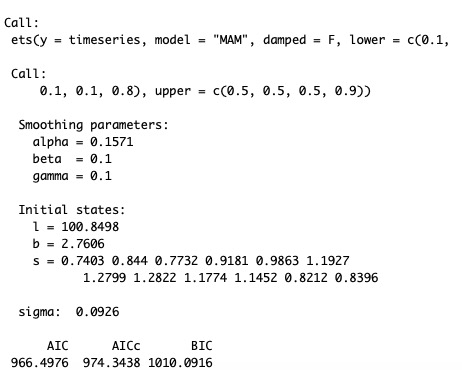 Call:
 ets(y = timeseries, model = "MAM", damped = F, lower = c(0.1,
 Call:
     0.1, 0.1, 0.8), upper = c(0.5, 0.5, 0.5, 0.9))
  Smoothing parameters:
    alpha = 0.1571
    beta  = 0.1
    gamma = 0.1
  Initial states:
    l = 100.8498
    b = 2.7606
    s = 0.7403 0.844 0.7732 0.9181 0.9863 1.1927
           1.2799 1.2822 1.1774 1.1452 0.8212 0.8396
  sigma:  0.0926
      AIC      AICc       BIC
 966.4976  974.3438 1010.0916